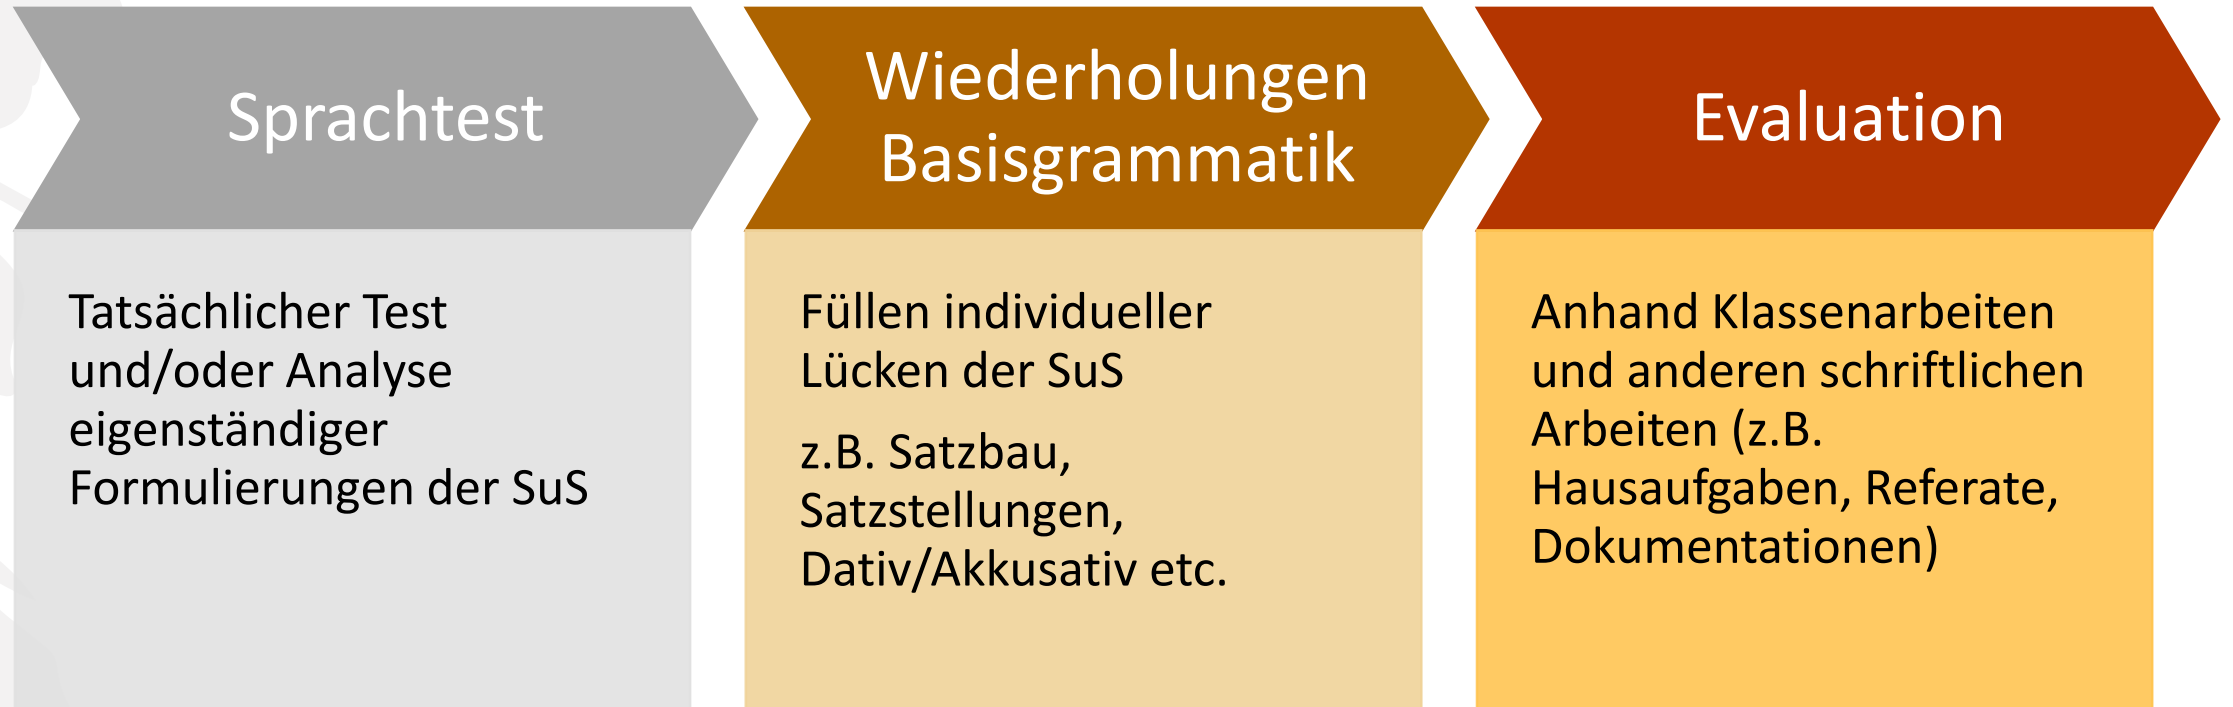 Sprachtest
Tatsächlicher Test
und/oder Analyse
eigenständiger
Formulierungen der SuS
Wiederholungen
Basisgrammatik
Füllen individueller
Lücken der SuS
z.B. Satzbau,
Satzstellungen,
Dativ/Akkusativ etc.
Evaluation
Anhand Klassenarbeiten
und anderen schriftlichen
Arbeiten (z.B.
Hausaufgaben, Referate,
Dokumentationen)